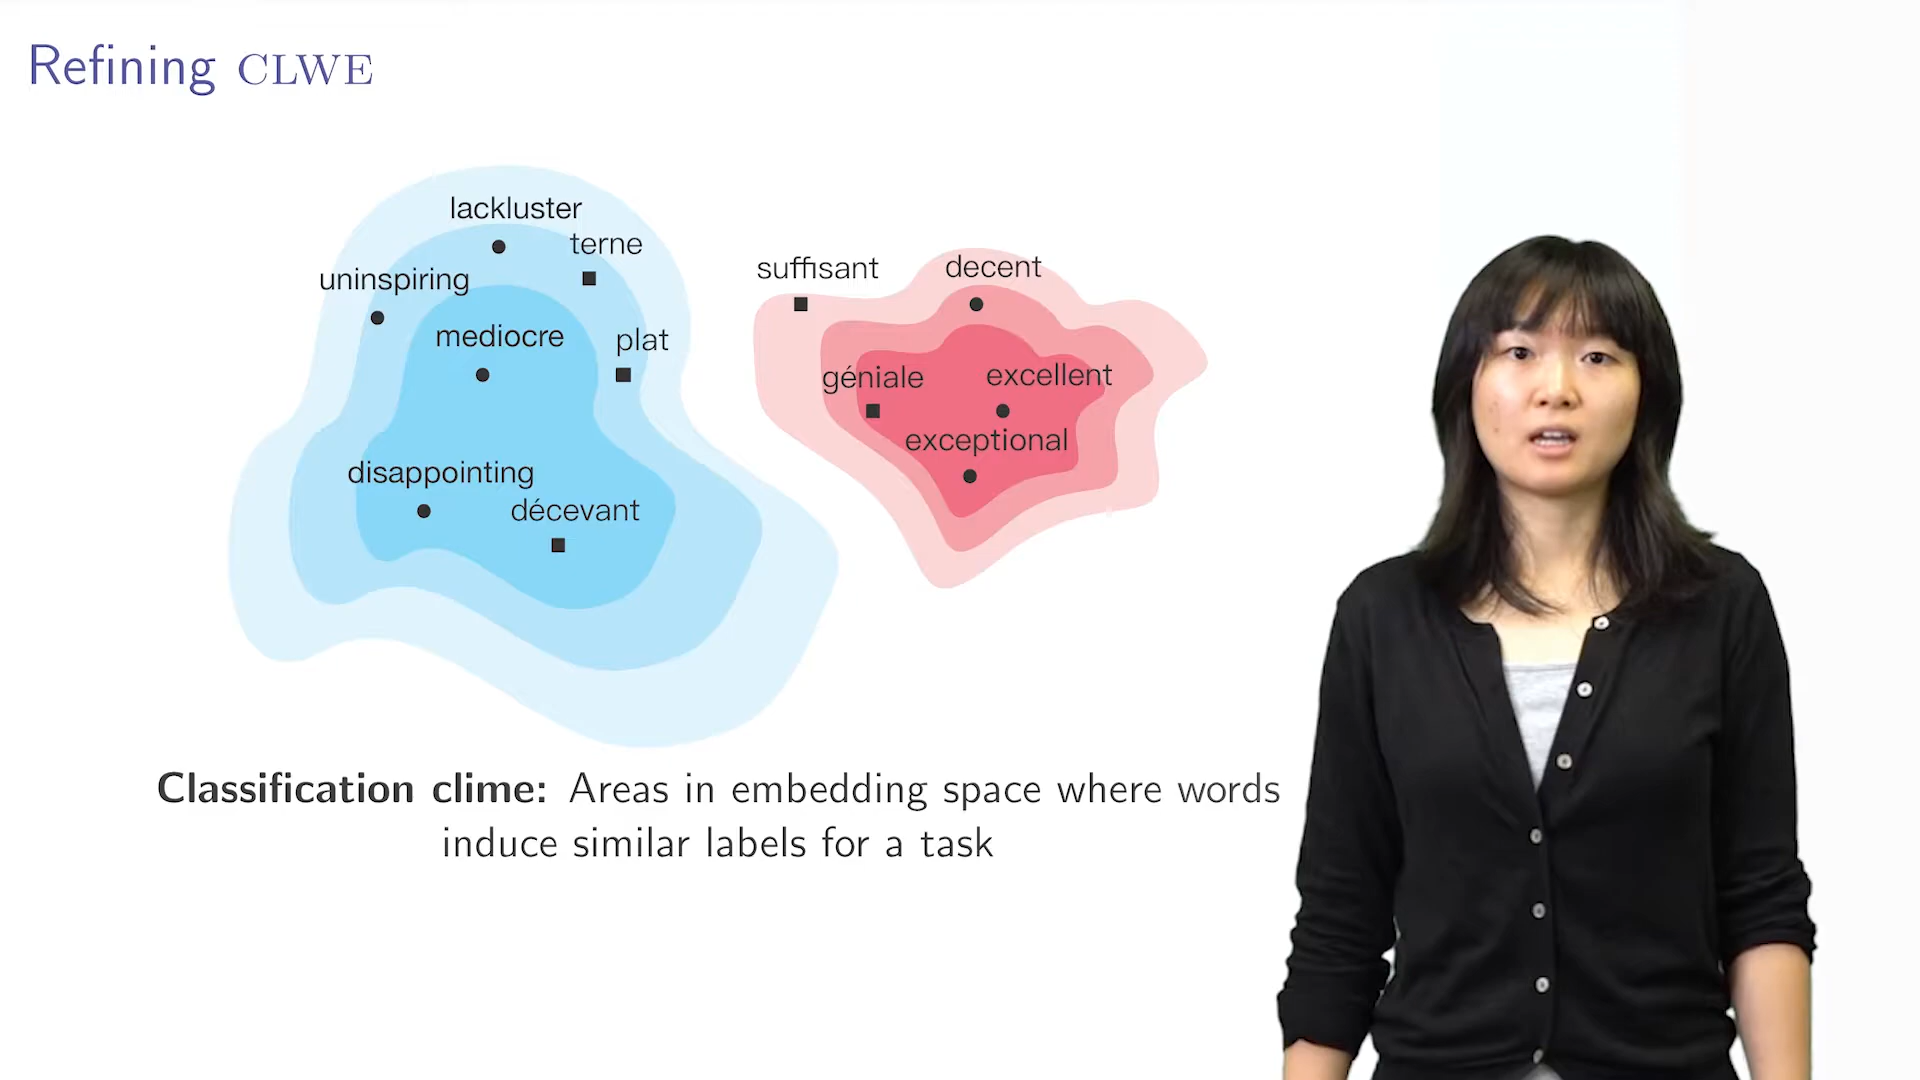 Refining CLWE
lackluster
terne
uninspiring
mediocre
plat
disappointing
décevant
suffisant
decent
géniale
excellent
exceptional
Classification clime: Areas in embedding space where words
induce similar labels for a task